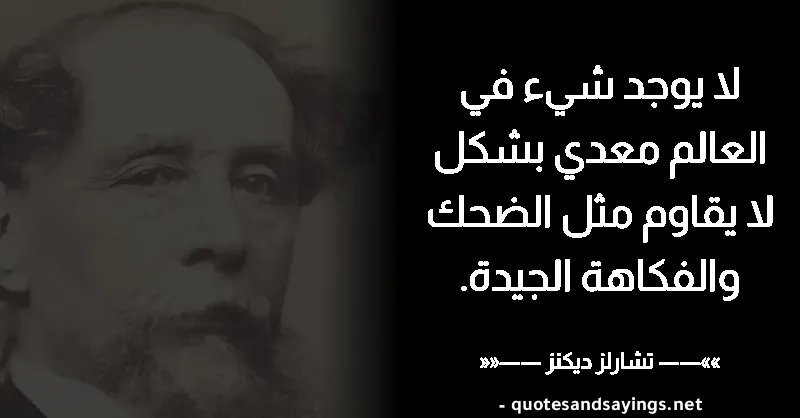 لا يوجد شيء في
العالم معدي بشكل
لا يقاوم مثل الضحك
والفكاهة الجيدة.
»»—— تشارلز ديكنز ——««
- quotesandsayings.net